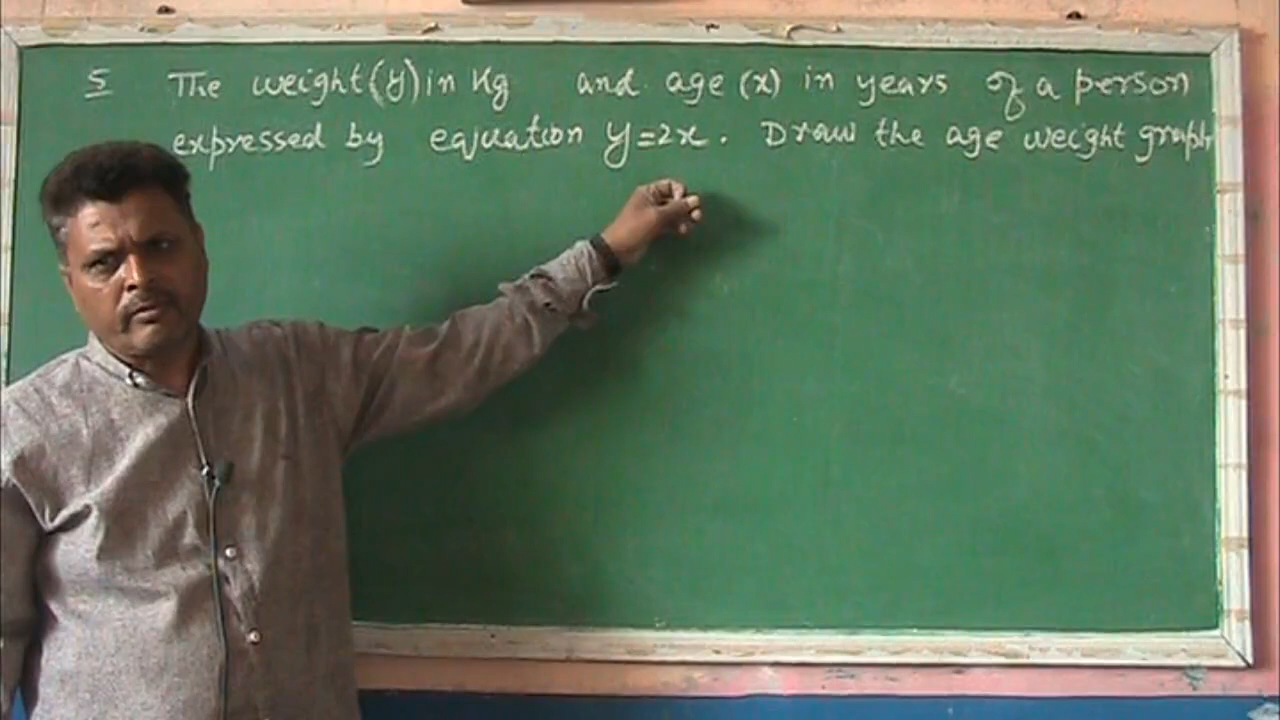 5 The weight (y) in Kg and age (x) in years of a person
expressed by equation y=2x. Draw the age weight graph